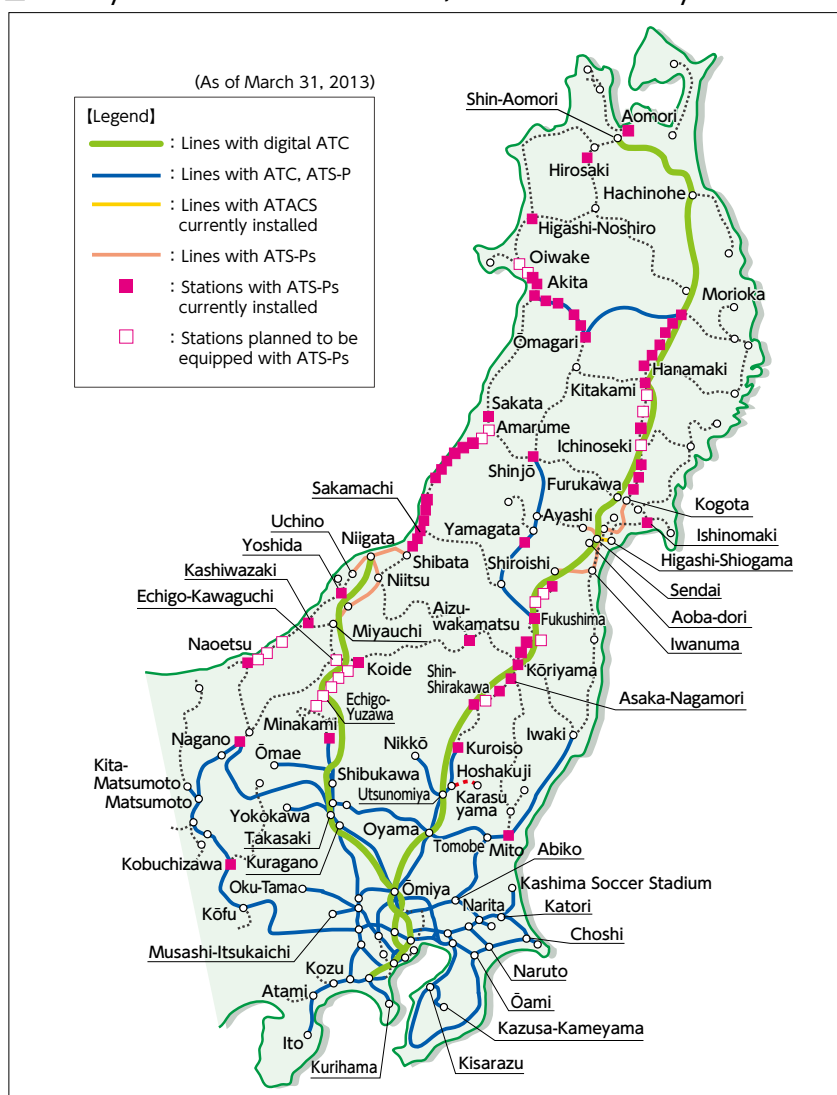 (As of March 31, 2013)
【Legend】
: Lines with digital ATC
: Lines with ATC, ATS-P
: Lines with ATACS
currently installed
: Lines with ATS-Ps
: Stations with ATS-Ps
currently installed
: Stations planned to be
equipped with ATS-Ps
Shin-Aomori
Aomori
Hirosaki
Hachinohe
Higashi-Noshiro
Oiwake
Akita
Morioka
Ōmagari
Hanamaki
Kitakami
Sakata
Amarume
Ichinoseki
Shinjō
Furukawa
Sakamachi
Kogota
Ayashi
Uchino
Niigata
Yamagata
Ishinomaki
Yoshida
Shibata
Shiroishi
Higashi-Shiogama
Kashiwazaki
Niitsu
Sendai
Echigo-Kawaguchi
Aizu-
wakamatsu
Fukushima
Aoba-dori
Miyauchi
Iwanuma
Naoetsu
Koide
Shin-
Shirakawa
Kōriyama
Echigo-
Yuzawa
Asaka-Nagamori
Minakami
Iwaki
Nagano
Ōmae
Nikkō
Kuroiso
Kita-
Matsumoto
Shibukawa
Hoshakuji
Matsumoto
Utsunomiya
Karasu
yama
Yokokawa
Takasaki
Oyama
Tomobe
Mito
Kuragano
Abiko
Kobuchizawa
Oku-Tama
Ōmiya
Kashima Soccer Stadium
Narita
Katori
Kōfu
Choshi
Musashi-Itsukaichi
Naruto
Kozu
Ōami
Atami
Kazusa-Kameyama
Ito
Kurihama
Kisarazu